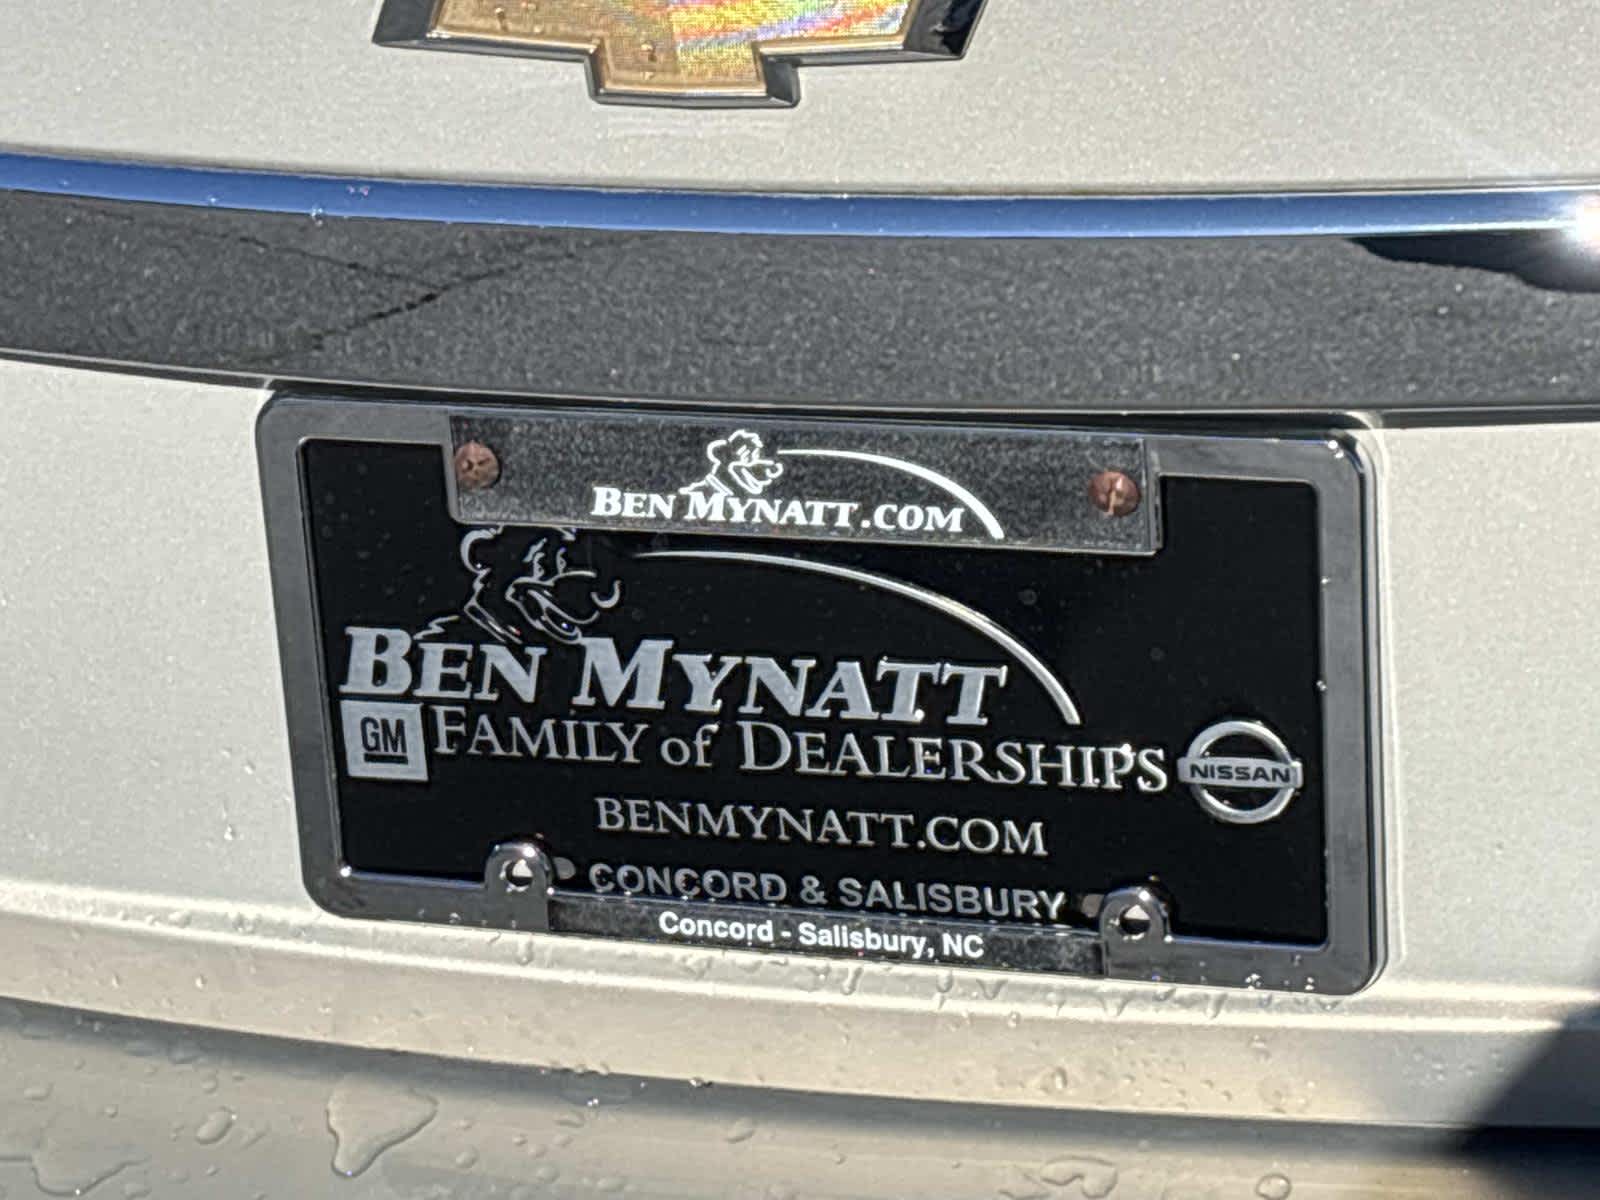 BEN MYNATT.COM
BEN MYNATT
GM FAMILY of DEALERSHIPS NISSAN
BENMYNATT.COM
CONCORD & SALISBURY
Concord - Salisbury, NC